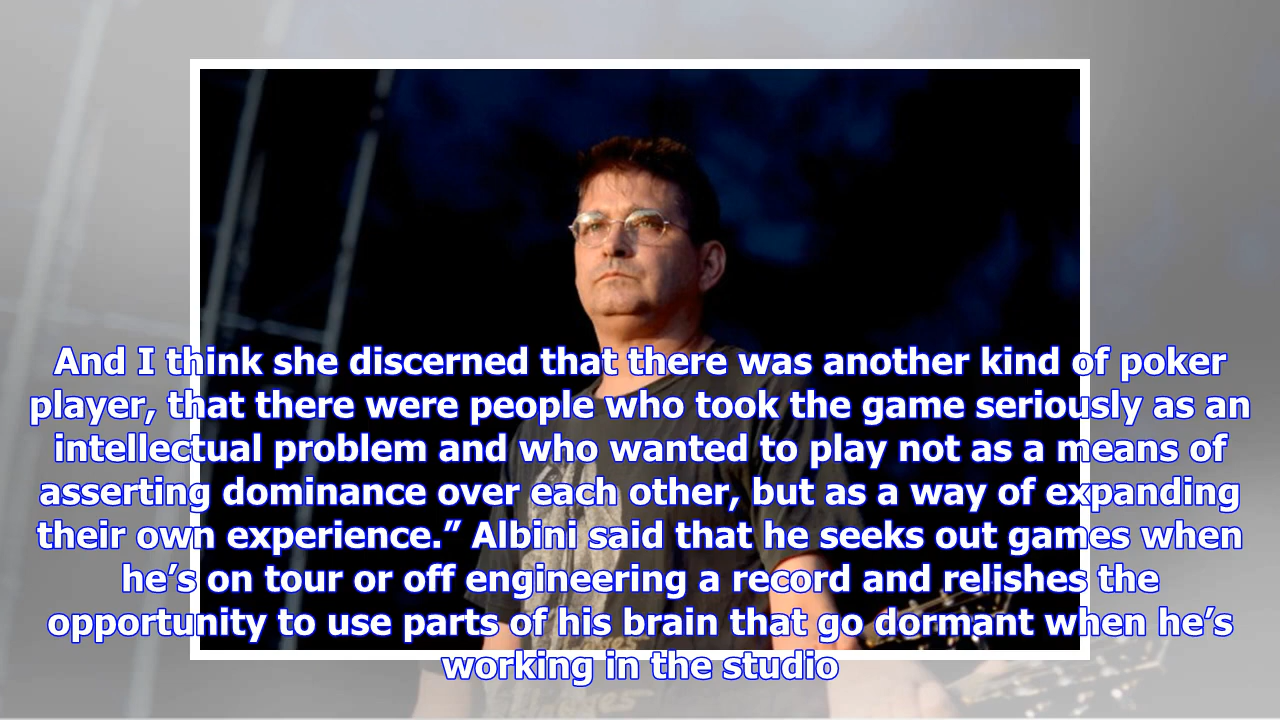 And I think she discerned that there was another kind of poker
player, that there were people who took the game seriously as an
intellectual problem and who wanted to play not as a means of
asserting dominance over each other, but as a way of expanding
their own experience.” Albini said that he seeks out games when
he’s on tour or off engineering a record and relishes the
opportunity to use parts of his brain that go dormant when he’s
working in the studio